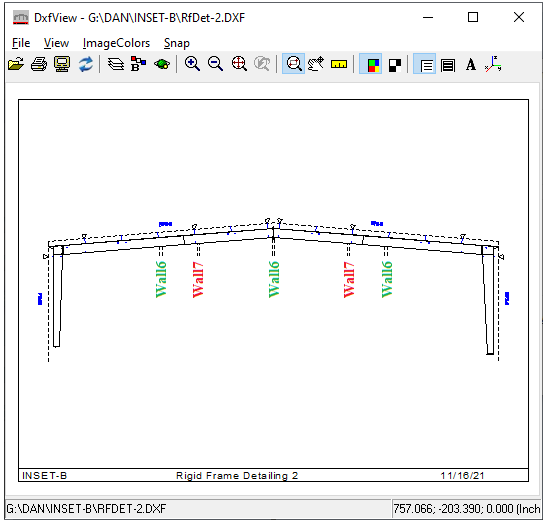 DxfView - G:\DAN\INSET-B\RfDet-2.DXF
File View ImageColors Snap
Wall6
Wall7
Wall6
Wall7
Wall6
INSET-B
Rigid Frame Detailing 2
11/16/21
G:\DAN\INSET-B\RFDET-2.DXF
757.066; -203.390; 0.000 (Inch